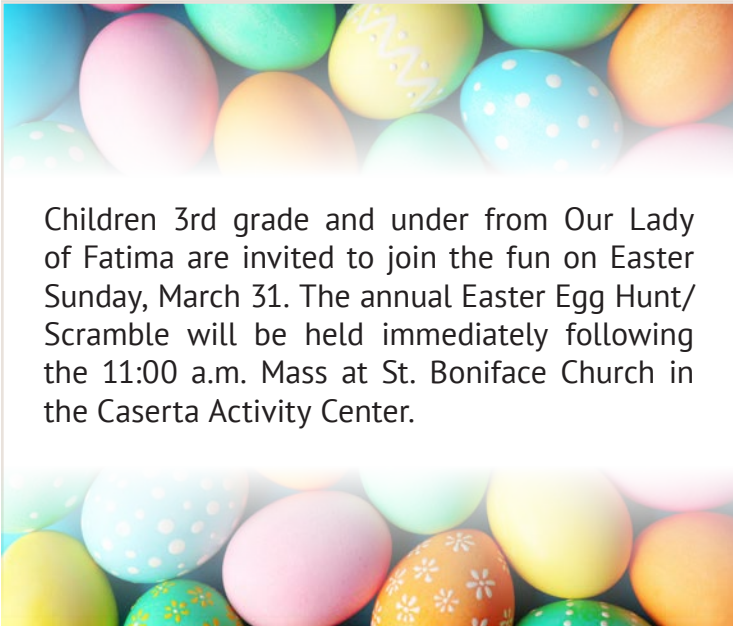 Children 3rd grade and under from Our Lady
of Fatima are invited to join the fun on Easter
Sunday, March 31. The annual Easter Egg Hunt/
Scramble will be held immediately following
the 11:00 a.m. Mass at St. Boniface Church in
the Caserta Activity Center.